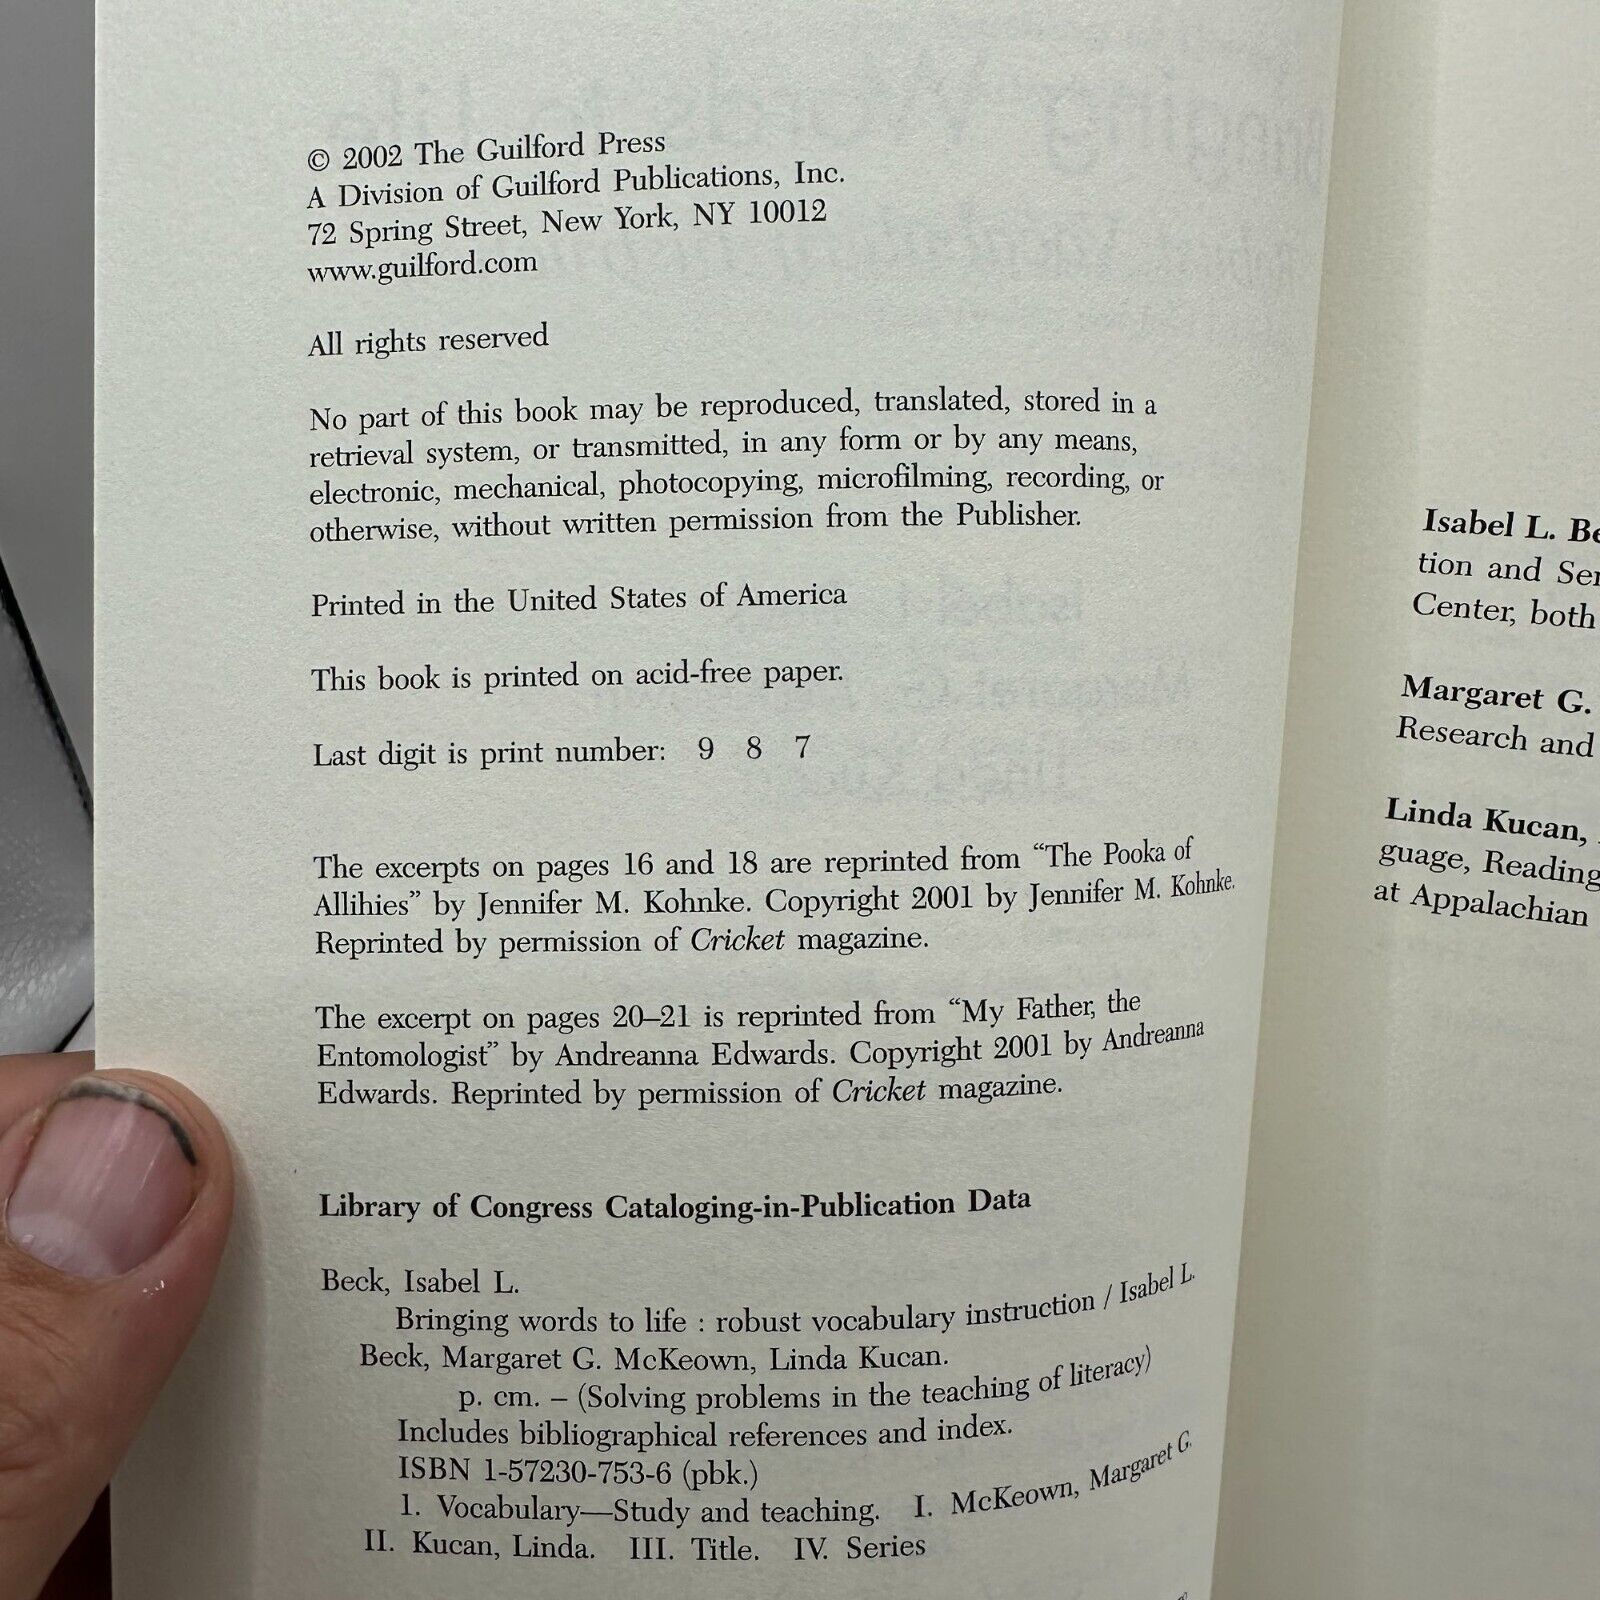 © 2002 The Guilford Press
A Division of Guilford Publications, Inc.
72 Spring Street, New York, NY 10012
www.guilford.com
All rights reserved
No part of this book may be reproduced, translated, stored in a
retrieval system, or transmitted, in any form or by any means,
electronic, mechanical, photocopying, microfilming, recording, or
otherwise, without written permission from the Publisher.
Printed in the United States of America
This book is printed on acid-free paper.
Last digit is print number: 9 8 7
The excerpts on pages 16 and 18 are reprinted from “The Pooka of
Allihies” by Jennifer M. Kohnke. Copyright 2001 by Jennifer M. Kohnke.
Reprinted by permission of Cricket magazine.
The excerpt on pages 20–21 is reprinted from “My Father, the
Entomologist” by Andreanna Edwards. Copyright 2001 by Andreanna
Edwards. Reprinted by permission of Cricket magazine.
Library of Congress Cataloging-in-Publication Data
Beck, Isabel L.
Bringing words to life : robust vocabulary instruction / Isabel L.
Beck, Margaret G. McKeown, Linda Kucan.
p. cm. – (Solving problems in the teaching of literacy)
Includes bibliographical references and index.
ISBN 1-57230-753-6 (pbk.)
1. Vocabulary—Study and teaching. I. McKeown, Margaret G.
II. Kucan, Linda. III. Title. IV. Series
Isabel L.
tion and
Center, both
Margaret G.
Research and
Linda Kucan,
guage, Reading
at Appalachian